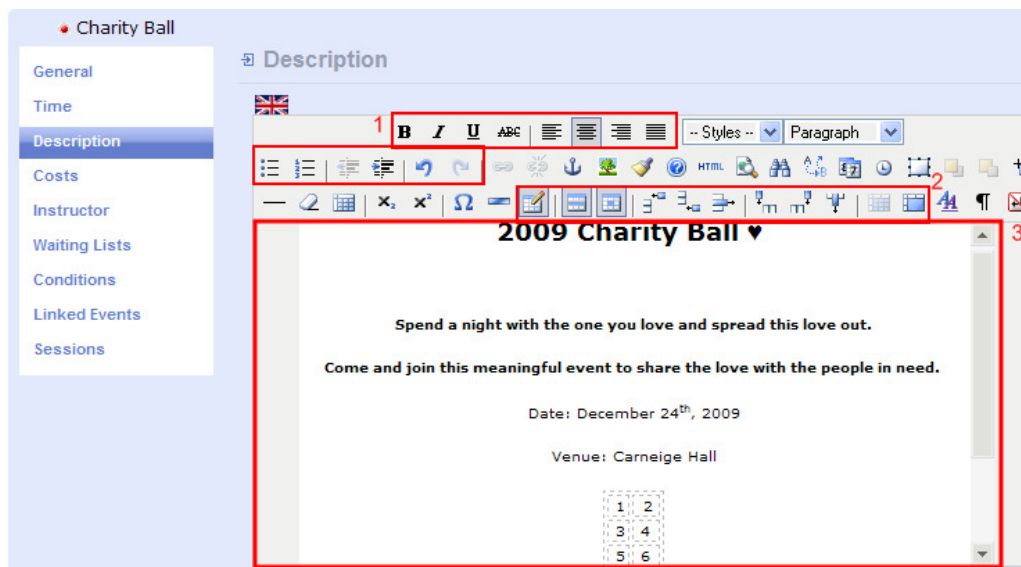 Charity Ball
General
Time
Description
Costs
Instructor
Waiting Lists
Conditions
Linked Events
Sessions
Description
1
B I U ABC -- Styles -- Paragraph
HTML
2
x₂ x² Ω
3
2009 Charity Ball ♥
Spend a night with the one you love and spread this love out.
Come and join this meaningful event to share the love with the people in need.
Date: December 24th, 2009
Venue: Carneige Hall
1 2
3 4
5 6